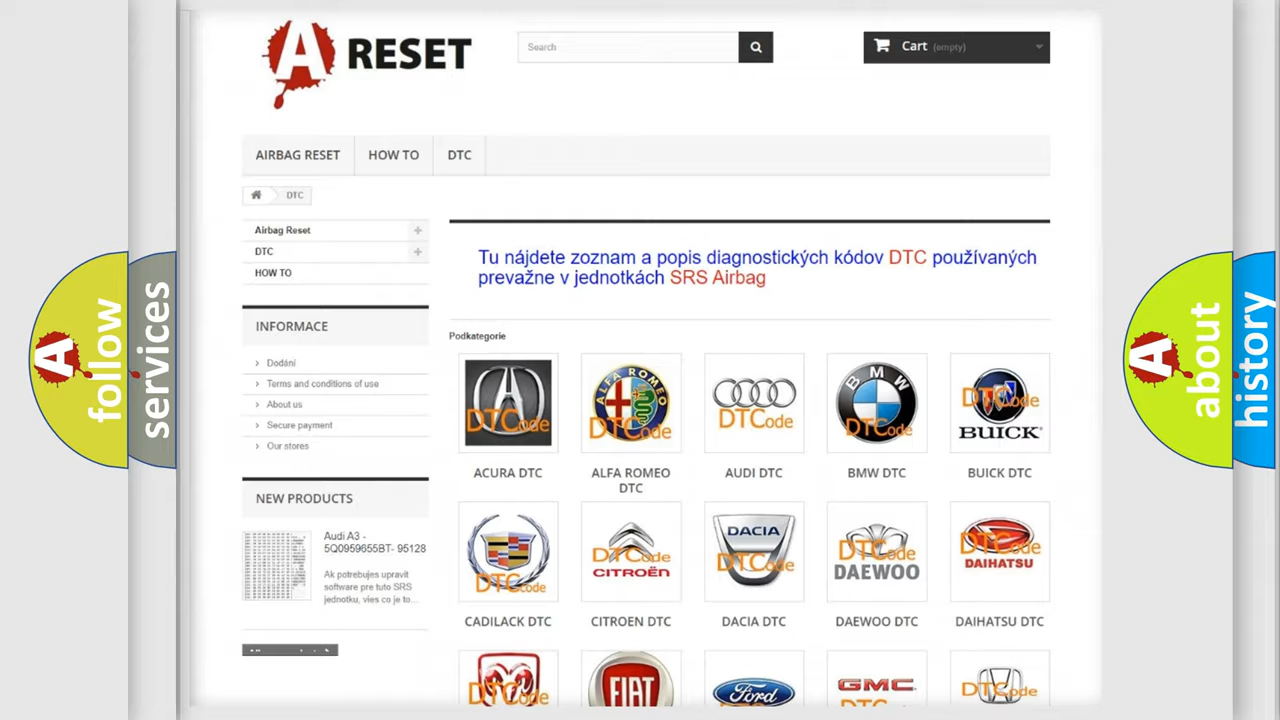 A RESET
Search
Cart (empty)
AIRBAG RESET
HOW TO
DTC
DTC
Airbag Reset
DTC
HOW TO
INFORMACE
Dodání
Terms and conditions of use
About us
Secure payment
Our stores
NEW PRODUCTS
Audi A3 -
5Q0959655BT- 95128
Ak potrebujes upravit
software pre tuto SRS
jednotku, vies co je to...
Tu nájdete zoznam a popis diagnostických kódov DTC používaných
prevažne v jednotkách SRS Airbag
Podkategorie
DTCode
ALFA ROMEO
DTCode
DTCode
BMW
DTCode
DTCode
BUICK
ACURA DTC
ALFA ROMEO
DTC
AUDI DTC
BMW DTC
BUICK DTC
DTCode
DTCode
CITROËN
DACIA
DTCode
DTCode
DAEWOO
DTCode
DAIHATSU
CADILACK DTC
CITROEN DTC
DACIA DTC
DAEWOO DTC
DAIHATSU DTC
DTCode
FIAT
Ford
GMC
DTCode
A follow
services
A about
history